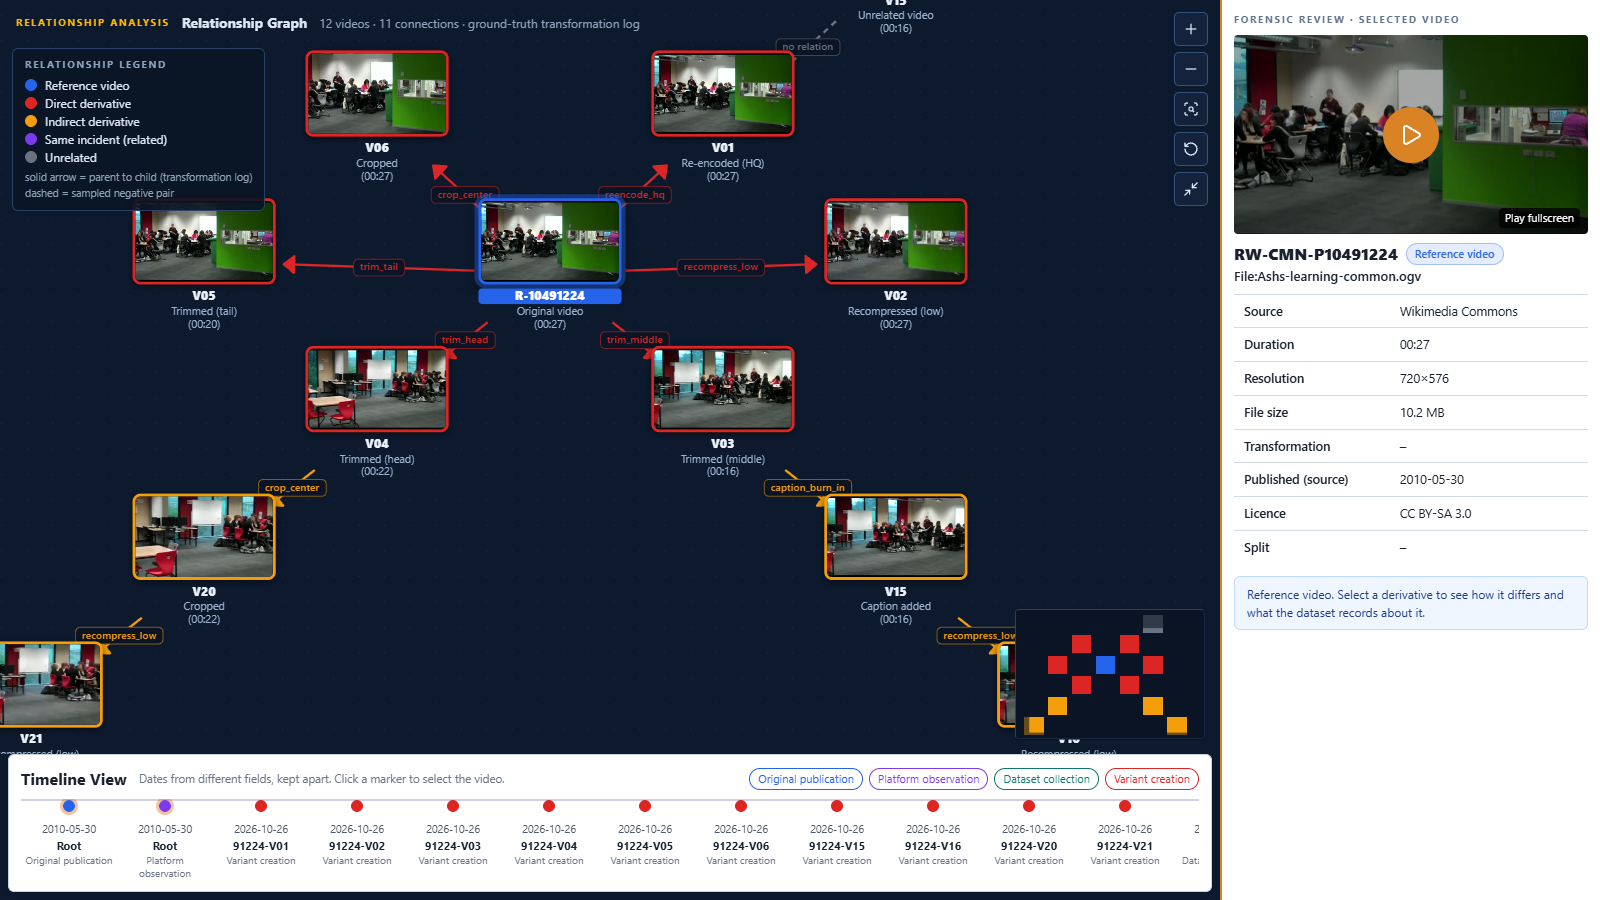 RELATIONSHIP ANALYSIS Relationship Graph 12 videos · 11 connections · ground-truth transformation log
RELATIONSHIP LEGEND
Reference video
Direct derivative
Indirect derivative
Same incident (related)
Unrelated
solid arrow = parent to child (transformation log)
dashed = sampled negative pair
Unrelated video
(00:16)
no relation
V06
Cropped
(00:27)
V01
Re-encoded (HQ)
(00:27)
crop_center
reencode_hq
trim_tail
recompress_low
V05
Trimmed (tail)
(00:20)
R-10491224
Original video
(00:27)
V02
Recompressed (low)
(00:27)
trim_head
trim_middle
V04
Trimmed (head)
(00:22)
V03
Trimmed (middle)
(00:16)
crop_center
caption_burn_in
V20
Cropped
(00:22)
V15
Caption added
(00:16)
recompress_low
recompress_low
V21
Timeline View Dates from different fields, kept apart. Click a marker to select the video.
Original publication Platform observation Dataset collection Variant creation
2010-05-30 2010-05-30 2026-10-26 2026-10-26 2026-10-26 2026-10-26 2026-10-26 2026-10-26 2026-10-26 2026-10-26 2026-10-26 2026-10-26
Root Root 91224-V01 91224-V02 91224-V03 91224-V04 91224-V05 91224-V06 91224-V15 91224-V16 91224-V20 91224-V21
Original publication Platform observation Variant creation Variant creation Variant creation Variant creation Variant creation Variant creation Variant creation Variant creation Variant creation Variant creation
FORENSIC REVIEW · SELECTED VIDEO
Play fullscreen
RW-CMN-P10491224 Reference video
File:Ashs-learning-common.ogv
Source Wikimedia Commons
Duration 00:27
Resolution 720×576
File size 10.2 MB
Transformation –
Published (source) 2010-05-30
Licence CC BY-SA 3.0
Split –
Reference video. Select a derivative to see how it differs and
what the dataset records about it.